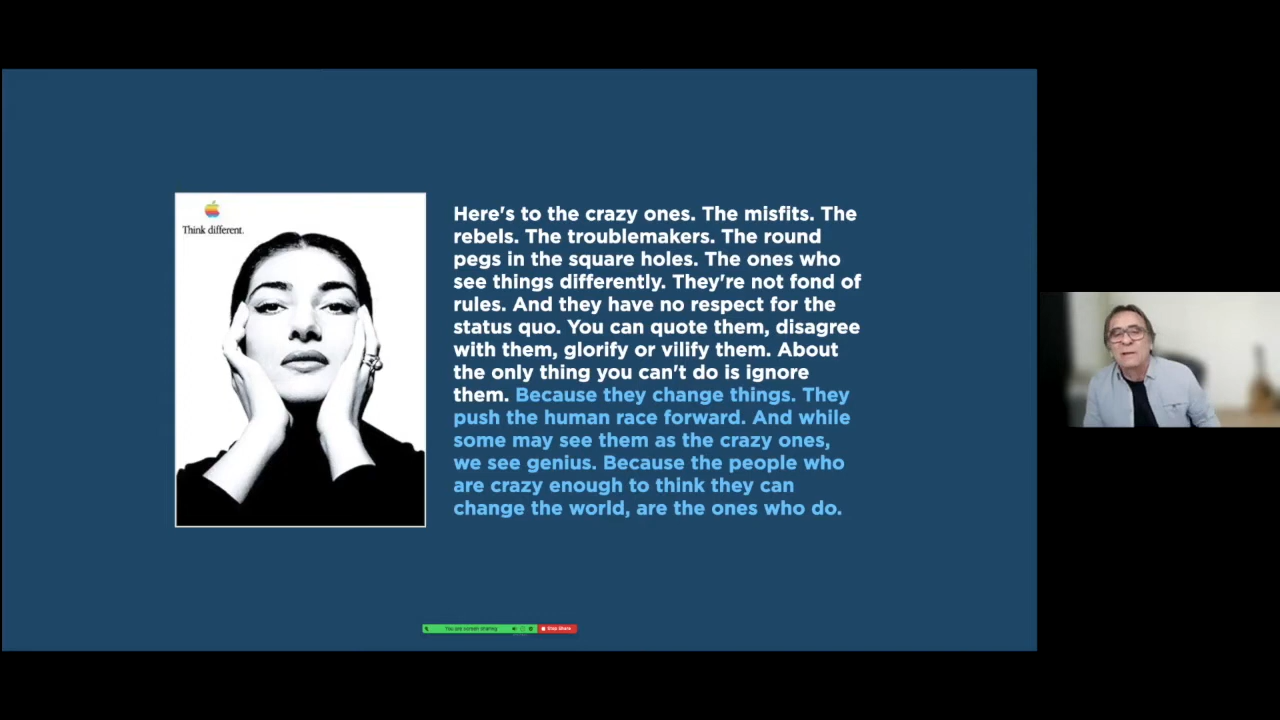 Think different.
Here's to the crazy ones. The misfits. The
rebels. The troublemakers. The round
pegs in the square holes. The ones who
see things differently. They're not fond of
rules. And they have no respect for the
status quo. You can quote them, disagree
with them, glorify or vilify them. About
the only thing you can't do is ignore
them. Because they change things. They
push the human race forward. And while
some may see them as the crazy ones,
we see genius. Because the people who
are crazy enough to think they can
change the world, are the ones who do.
You are screen sharing
Stop Share